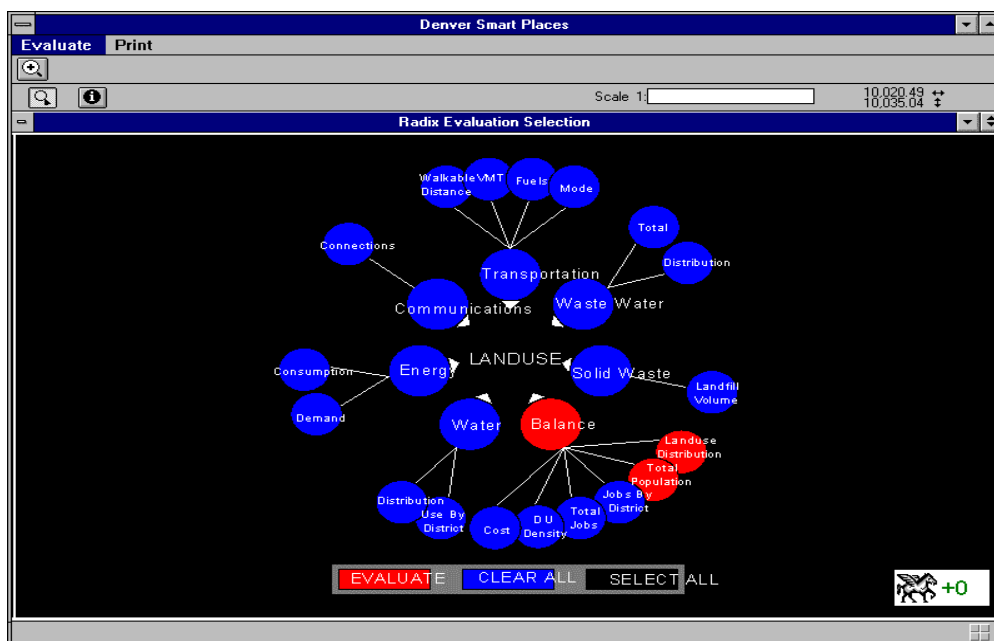 Denver Smart Places
Evaluate Print
Scale 1:
10,020.49
10,035.04
Radix Evaluation Selection
Walkable
Distance
VMT
Fuels
Mode
Total
Distribution
Connections
Transportation
Communications
Waste Water
LANDUSE
Energy
Solid Waste
Consumption
Demand
Landfill
Volume
Water
Balance
Landuse
Distribution
Total
Population
Jobs By
District
Distribution
Use By
District
Cost
DU
Density
Total
Jobs
EVALUATE
CLEAR ALL
SELECT ALL
+0